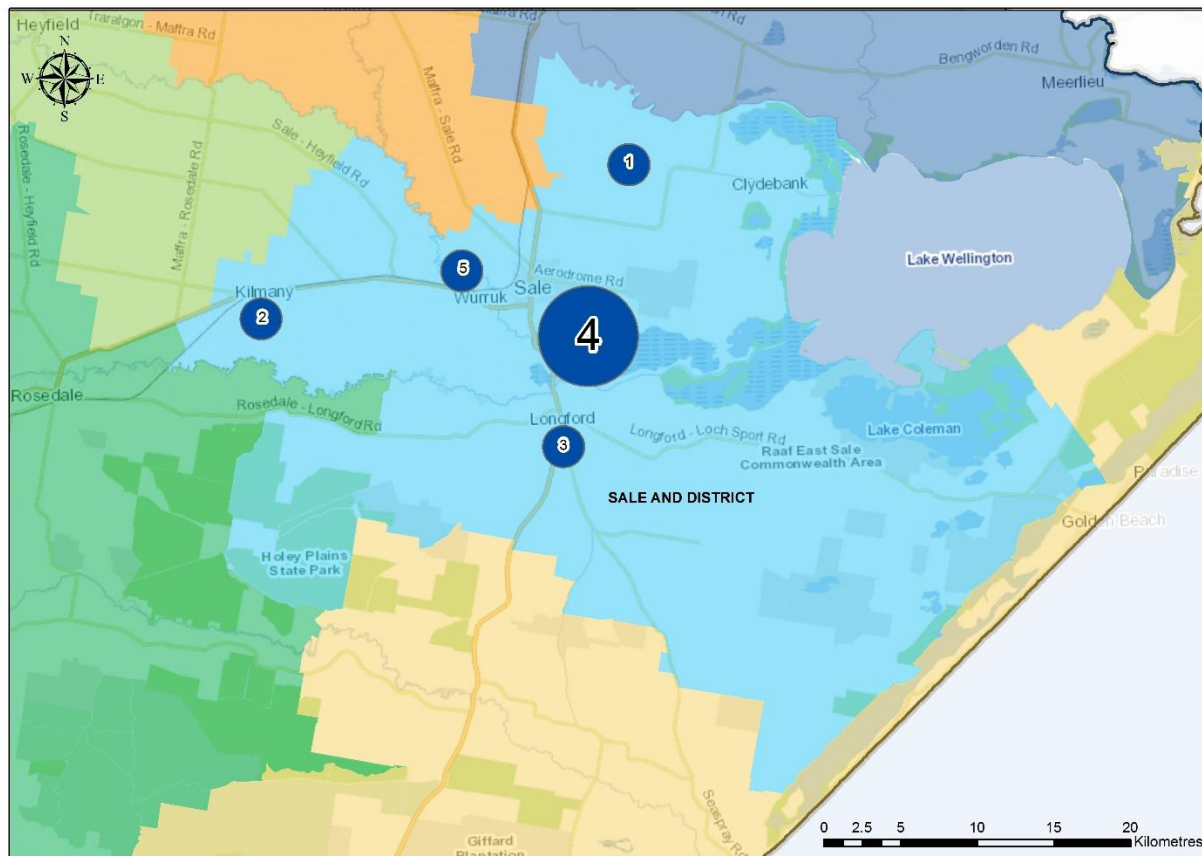 Heyfield
Traralgon - Maffra Rd
Bengworden Rd
Meerlieu
N
W E
S
Maffra - Sale Rd
Sale - Heyfield Rd
Rosedale - Heyfield Rd
Maffra - Rosedale Rd
1
Clydebank
5
Aerodrome Rd
Lake Wellington
Kilmany
Wurruk
Sale
2
4
Rosedale
Rosedale - Longford Rd
Longford
3
Longford - Loch Sport Rd
Lake Coleman
Raaf East Sale
Commonwealth Area
Paradise
SALE AND DISTRICT
Golden Beach
Holey Plains
State Park
Seaspray Rd
Giffard
Plantation
0 2.5 5 10 15 20
Kilometres